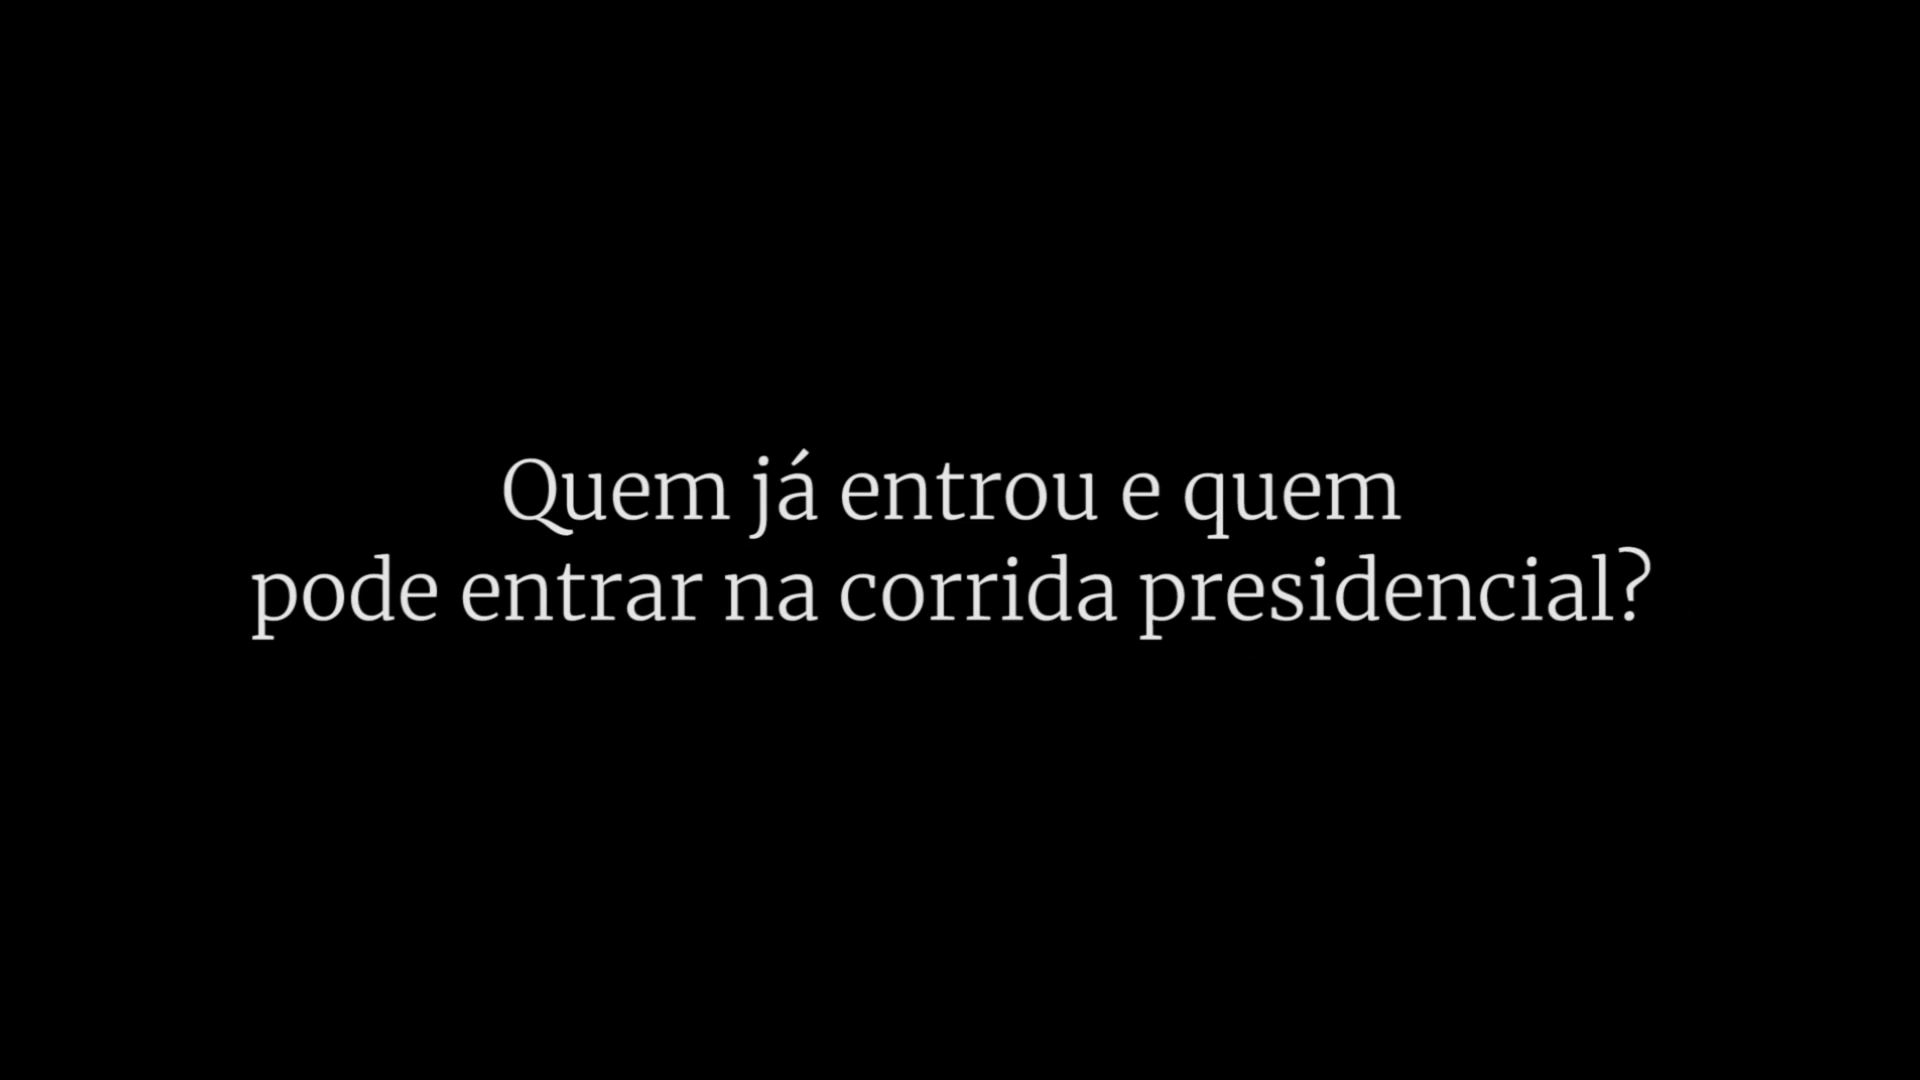 Quem já entrou e quem
pode entrar na corrida presidencial?